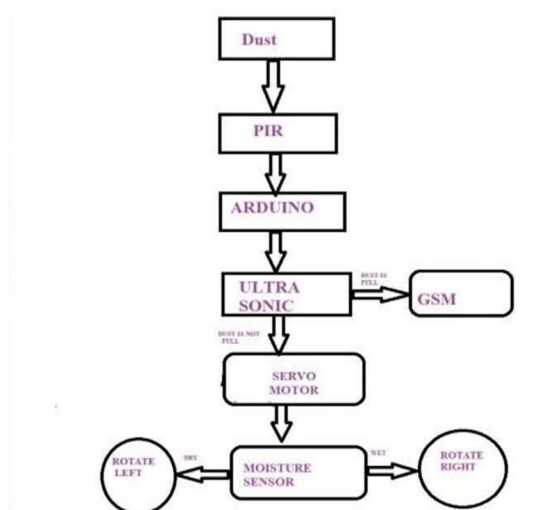 Dust
PIR
ARDUINO
ULTRA
SONIC
DUST IS
FULL
GSM
DUST IS NOT
FULL
SERVO
MOTOR
ROTATE
LEFT
DRY
MOISTURE
SENSOR
WET
ROTATE
RIGHT